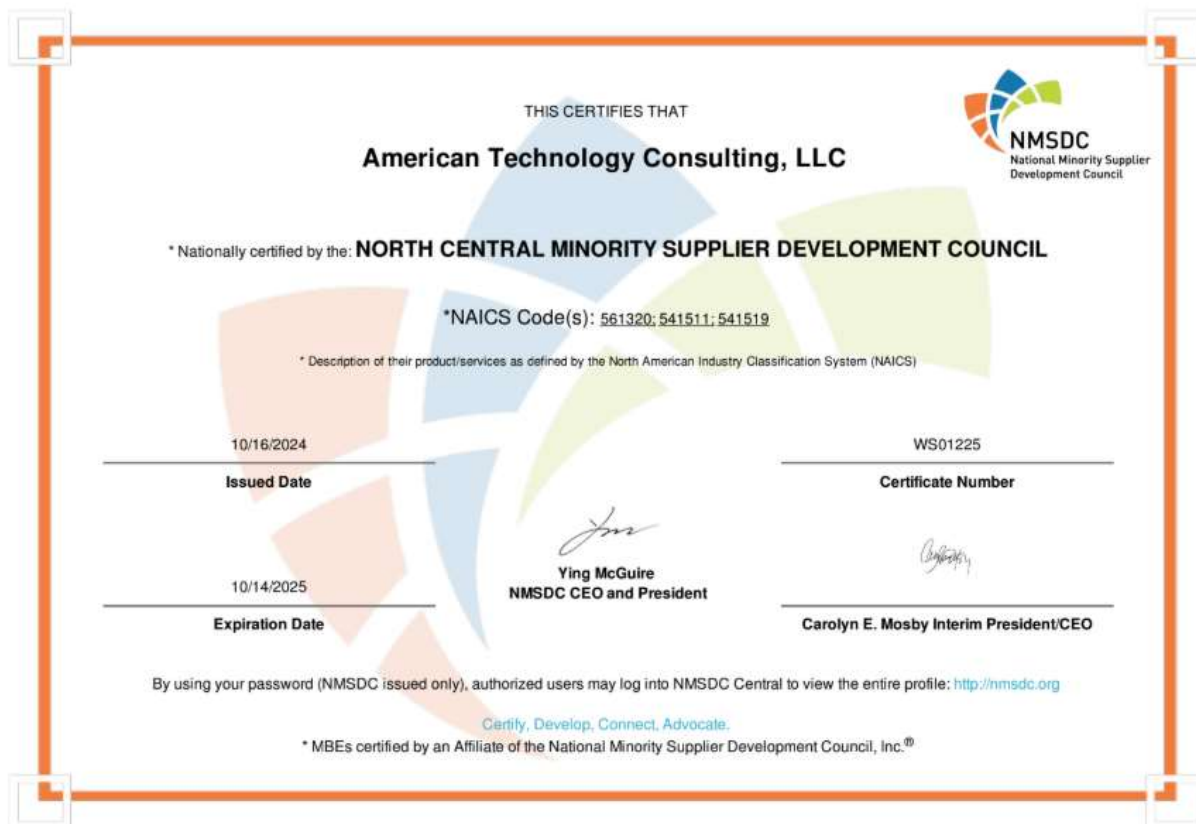 THIS CERTIFIES THAT
NMSDC
National Minority Supplier
Development Council
American Technology Consulting, LLC
* Nationally certified by the: NORTH CENTRAL MINORITY SUPPLIER DEVELOPMENT COUNCIL
*NAICS Code(s): 561320; 541511; 541519
* Description of their product/services as defined by the North American Industry Classification System (NAICS)
10/16/2024
Issued Date
WS01225
Certificate Number
Ying McGuire
NMSDC CEO and President
10/14/2025
Expiration Date
Carolyn E. Mosby Interim President/CEO
By using your password (NMSDC issued only), authorized users may log into NMSDC Central to view the entire profile: http://nmsdc.org
Certify, Develop, Connect, Advocate.
* MBEs certified by an Affiliate of the National Minority Supplier Development Council, Inc.®